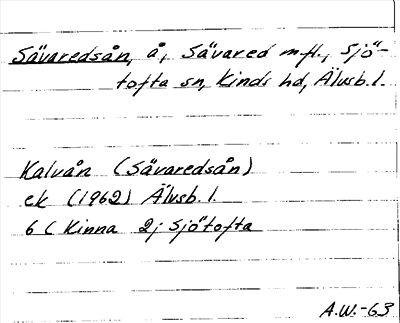 Sävaredsån, å, Sävared m.fl., Sjö-
tofta sn, Kinds hd, Älvsb. l.
Kalvån (Sävaredsån)
ek (1962) Älvsb. l.
6 C Kinna 2j Sjötofta
A.W.-63